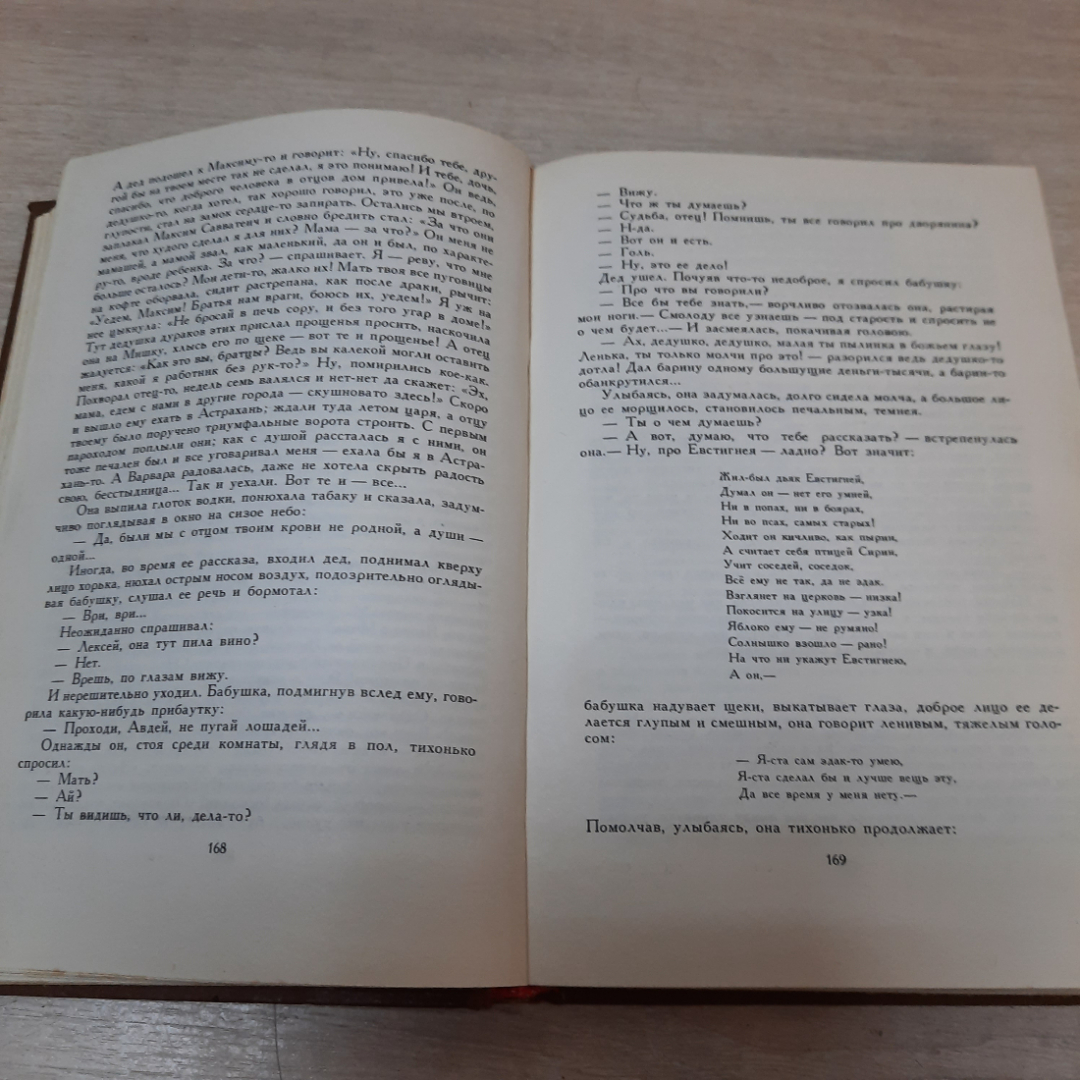 А дед подошел к Максиму-то и говорит: «Ну, спасибо тебе, дру-
гой бы на твоем месте так не сделал, я это понимаю! И тебе, дочь,
спасибо, что доброго человека в отцов дом привела!» Он ведь,
дедушко-то, когда хотел, так хорошо говорил, это уже после, по
глупости, стал на замок сердце-то запирать. Остались мы втроем,
заплакал Максим Савватеич и словно бредить стал: «За что они
меня, что худого сделал я для них? Мама — за что?» Он меня не
мамашей, а мамой звал, как маленький, да он и был, по характе-
ру-то, вроде ребенка. За что? — спрашивает. Я — реву, что мне
больше осталось? Мои дети-то, жалко их! Мать твоя все пуговицы
на кофте оборвала, сидит растрепана, как после драки, рычит:
«Уедем, Максим! Братья нам враги, боюсь их, уедем!» Я уж на
нее цыкнула: «Не бросай в печь сору, и без того угар в доме!»
Тут дедушка дураков этих прислал прощенья просить, наскочила
она на Мишку, хлысь его по щеке — вот те и прощенье! А отец
жалуется: «Как это вы, братцы? Ведь вы калекой могли оставить
меня, какой я работник без рук-то?» Ну, помирились кое-как.
Похворал отец-то, недель семь валялся и нет-нет да скажет: «Эх,
мама, едем с нами в другие города — скушновато здесь!» Скоро
и вышло ему ехать в Астрахань; ждали туда летом царя, а отцу
твоему было поручено триумфальные ворота строить. С первым
пароходом поплыли они; как с душой рассталась я с ними, он
тоже печален был и все уговаривал меня — ехала бы я в Астра-
хань-то. А Варвара радовалась, даже не хотела скрыть радость
свою, бесстыдница... Так и уехали. Вот те и — все...
Она выпила глоток водки, понюхала табаку и сказала, задум-
чиво поглядывая в окно на сизое небо:
— Да, были мы с отцом твоим крови не родной, а души —
одной...
Иногда, во время ее рассказа, входил дед, поднимал кверху
лицо хорька, нюхал острым носом воздух, подозрительно огляды-
вая бабушку, слушал ее речь и бормотал:
— Ври, ври...
Неожиданно спрашивал:
— Лексей, она тут пила вино?
— Нет.
— Врешь, по глазам вижу.
И нерешительно уходил. Бабушка, подмигнув вслед ему, гово-
рила какую-нибудь прибаутку:
— Проходи, Авдей, не пугай лошадей...
Однажды он, стоя среди комнаты, глядя в пол, тихонько
спросил:
— Мать?
— Ай?
— Ты видишь, что ли, дела-то?
168
— Вижу.
— Что ж ты думаешь?
— Судьба, отец! Помнишь, ты все говорил про дворянина?
— Н-да.
— Вот он и есть.
— Голь.
— Ну, это ее дело!
Дед ушел. Почуяв что-то недоброе, я спросил бабушку:
— Про что вы говорили?
— Все бы тебе знать,— ворчливо отозвалась она, растирая
мои ноги.— Смолоду все узнаешь — под старость и спросить не
о чем будет...— И засмеялась, покачивая головою.
— Ах, дедушко, дедушко, малая ты пылинка в божьем глазу!
Ленька, ты только молчи про это! — разорился ведь дедушко-то
дотла! Дал барину одному большущие деньги-тысячи, а барин-то
обанкрутился...
Улыбаясь, она задумалась, долго сидела молча, а большое ли-
цо ее морщилось, становилось печальным, темнея.
— Ты о чем думаешь?
— А вот, думаю, что тебе рассказать? — встрепенулась
она.— Ну, про Евстигнея — ладно? Вот значит:
Жил-был дьяк Евстигней,
Думал он — нет его умней,
Ни в попах, ни в боярах,
Ни во псах, самых старых!
Ходит он кичливо, как пырин,
А считает себя птицей Сирин,
Учит соседей, соседок,
Всё ему не так, да не эдак.
Взглянет на церковь — низка!
Покосится на улицу — узка!
Яблоко ему — не румяно!
Солнышко взошло — рано!
На что ни укажут Евстигнею,
А он,—
бабушка надувает щеки, выкатывает глаза, доброе лицо ее де-
лается глупым и смешным, она говорит ленивым, тяжелым голо-
сом:
— Я-ста сам эдак-то умею,
Я-ста сделал бы и лучше вещь эту,
Да все время у меня нету.—
Помолчав, улыбаясь, она тихонько продолжает:
169